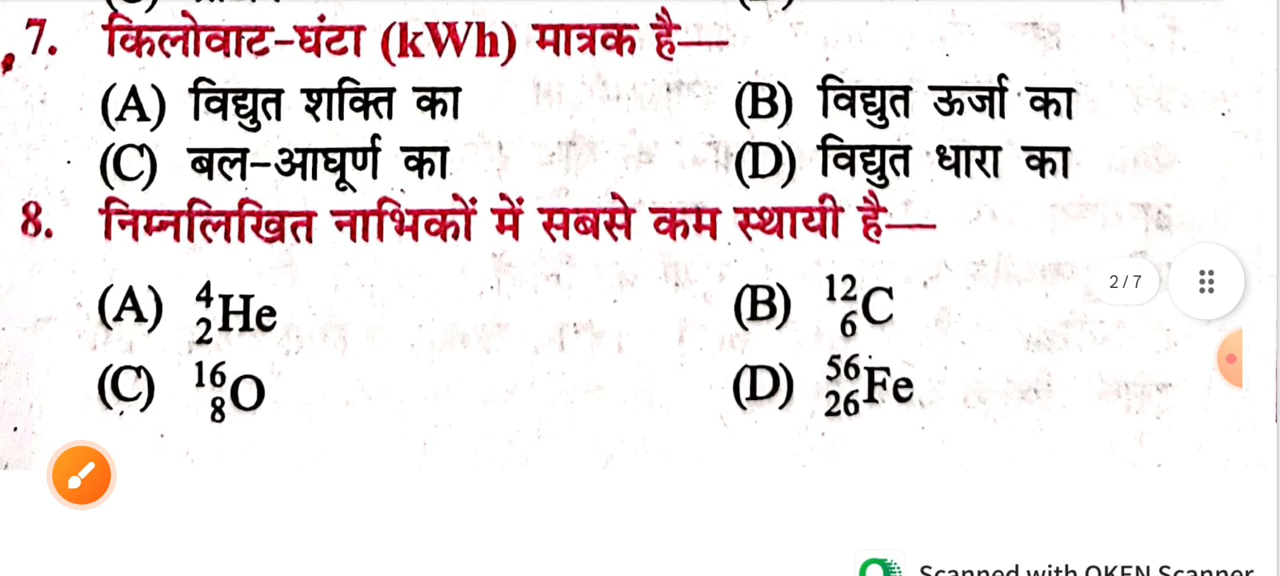 7. किलोवाट-घंटा (kWh) मात्रक है—
(A) विद्युत शक्ति का (B) विद्युत ऊर्जा का
(C) बल-आघूर्ण का (D) विद्युत धारा का
8. निम्नलिखित नाभिकों में सबसे कम स्थायी है—
(A) ⁴₂He (B) ¹²₆C
2/7
(C) ¹⁶₈O (D) ⁵⁶₂₆Fe
Scanned with OKEN Scanner